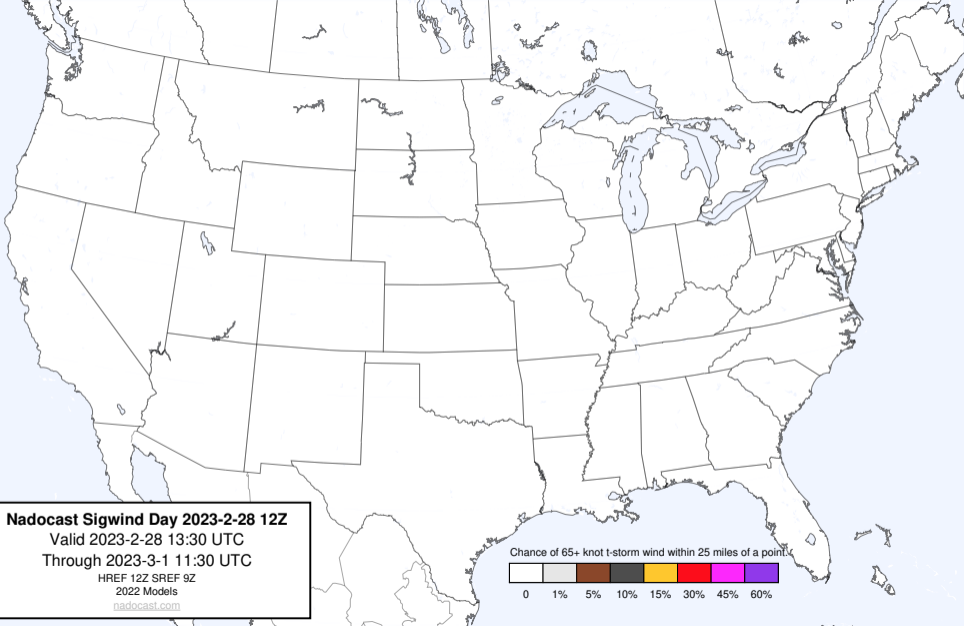 Nadocast Sigwind Day 2023-2-28 12Z
Valid 2023-2-28 13:30 UTC
Through 2023-3-1 11:30 UTC
HREF 12Z SREF 9Z
2022 Models
nadocast.com
Chance of 65+ knot t-storm wind within 25 miles of a point.
0 1% 5% 10% 15% 30% 45% 60%